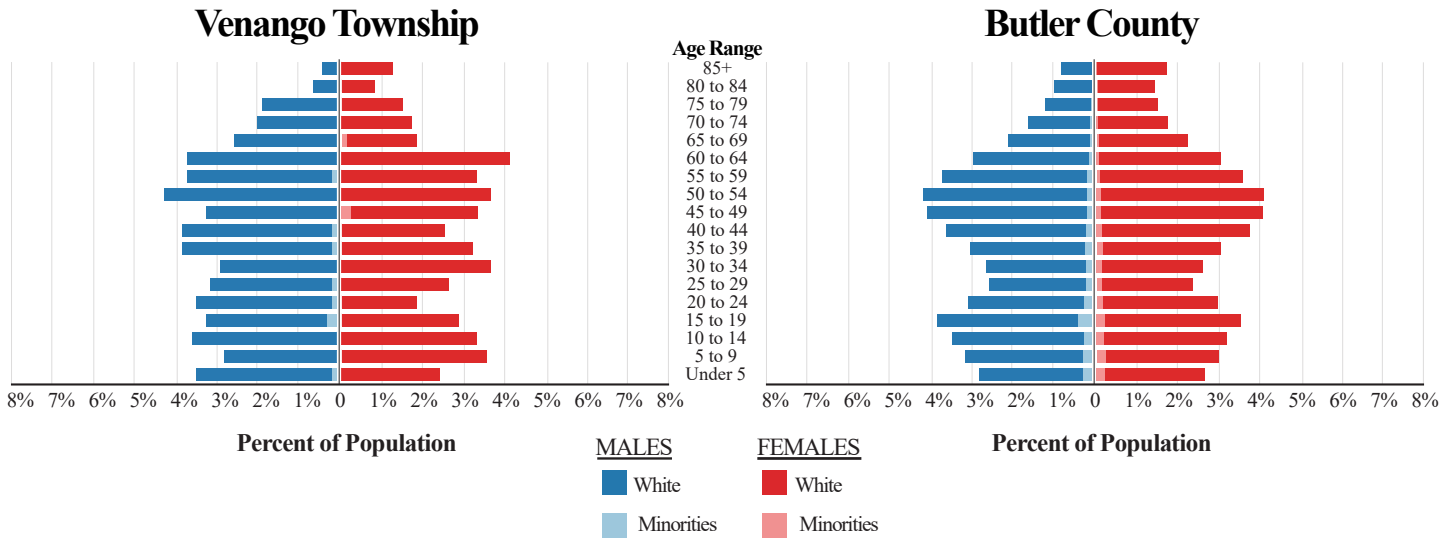 Venango Township
Butler County
Age Range
85+
80 to 84
75 to 79
70 to 74
65 to 69
60 to 64
55 to 59
50 to 54
45 to 49
40 to 44
35 to 39
30 to 34
25 to 29
20 to 24
15 to 19
10 to 14
5 to 9
Under 5
8% 7% 6% 5% 4% 3% 2% 1% 0 1% 2% 3% 4% 5% 6% 7% 8%
8% 7% 6% 5% 4% 3% 2% 1% 0 1% 2% 3% 4% 5% 6% 7% 8%
Percent of Population
Percent of Population
MALES
White
Minorities
FEMALES
White
Minorities